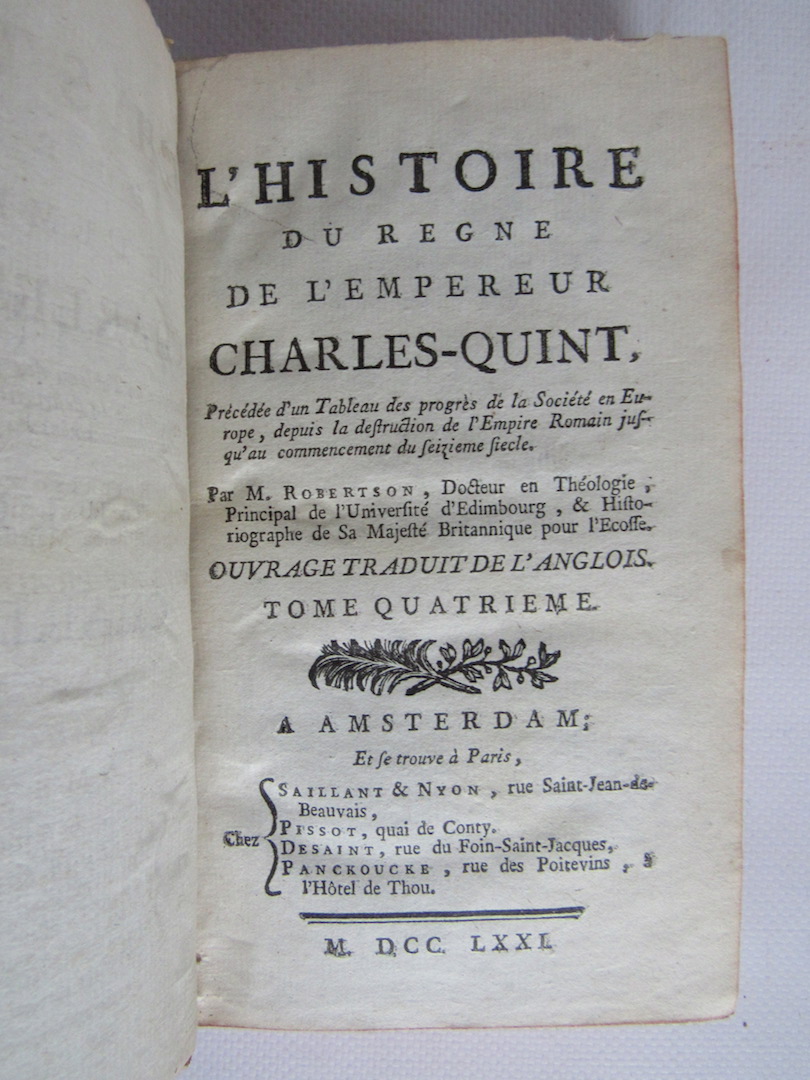 L'HISTOIRE
DU REGNE
DE L'EMPEREUR
CHARLES-QUINT,
Précédée d'un Tableau des progrès de la Société en Eu-
rope, depuis la deſtruction de l'Empire Romain juſ-
qu'au commencement du ſeizieme ſiecle.
Par M. ROBERTSON, Docteur en Théologie,
Principal de l'Univerſité d'Edimbourg, & Hiſto-
riographe de Sa Majeſté Britannique pour l'Ecoſſe.
OUVRAGE TRADUIT DE L'ANGLOIS.
TOME QUATRIEME.
A AMSTERDAM;
Et ſe trouve à Paris,
Chez
SAILLANT & NYON, rue Saint-Jean-de-
Beauvais,
PISSOT, quai de Conty.
DESAINT, rue du Foin-Saint-Jacques,
PANCKOUCKE, rue des Poitevins, à
l'Hôtel de Thou.
M. DCC. LXXI.